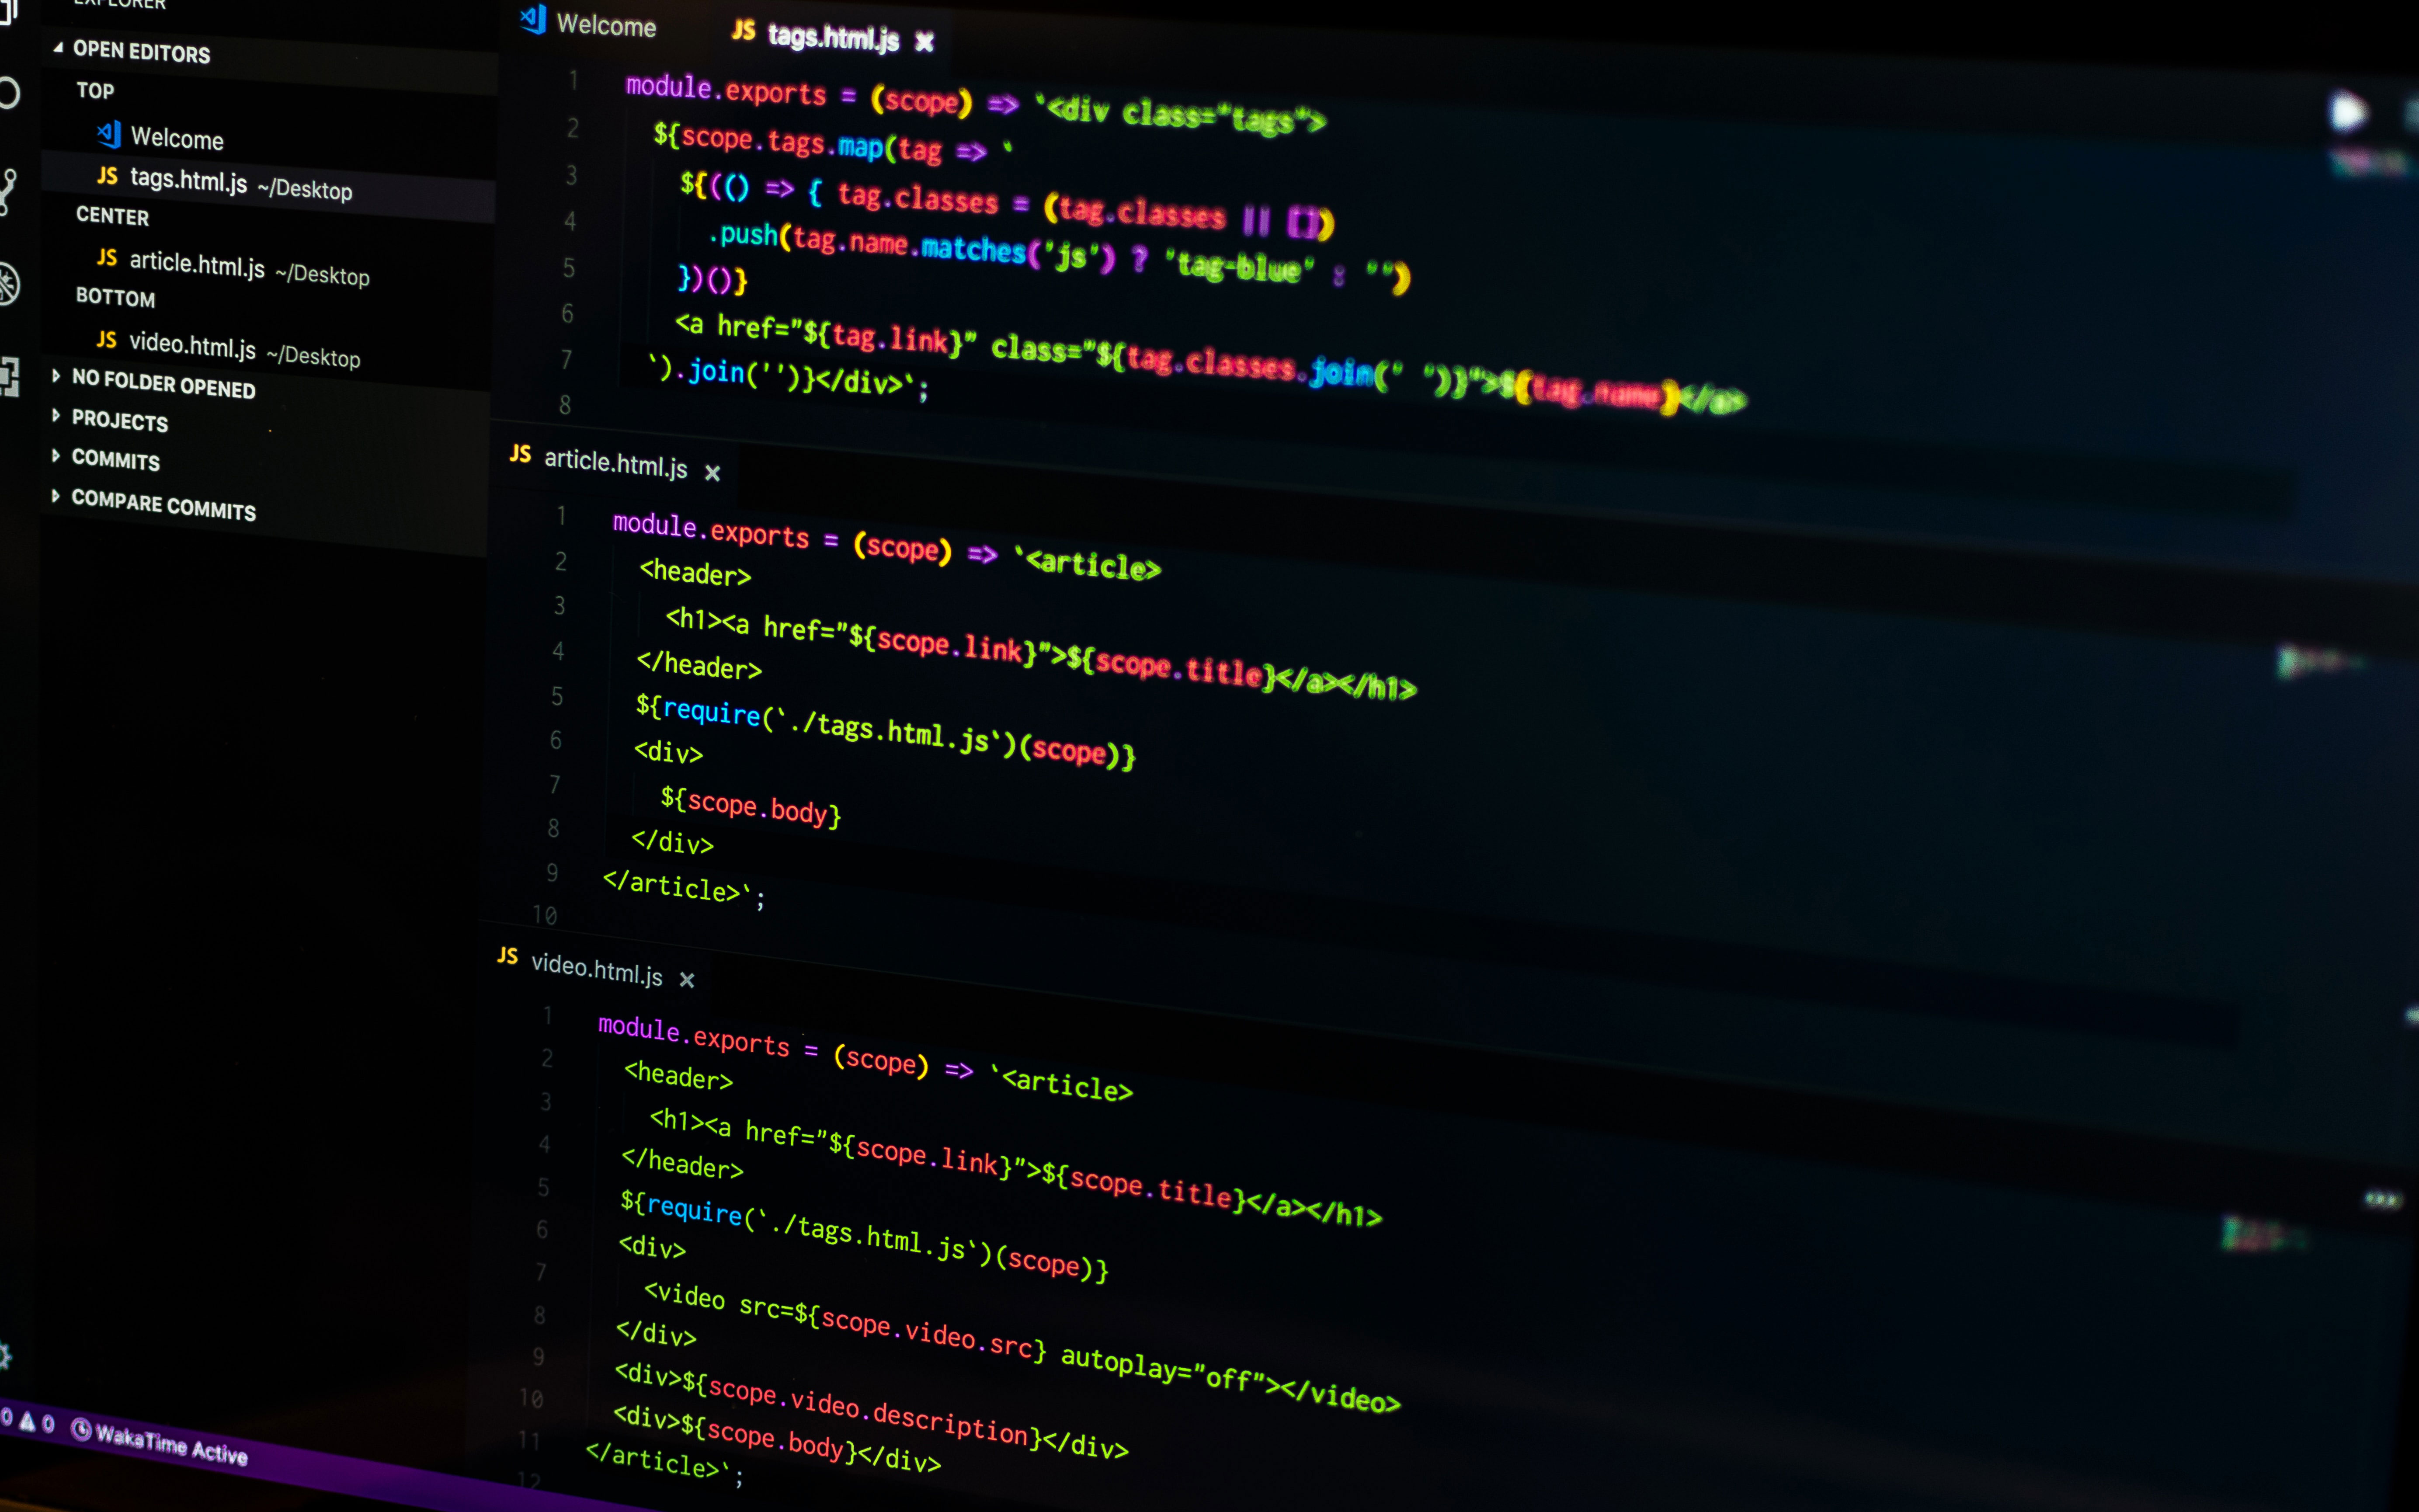 EXPLORER
OPEN EDITORS
TOP
Welcome
JS tags.html.js ~/Desktop
CENTER
JS article.html.js ~/Desktop
BOTTOM
JS video.html.js ~/Desktop
NO FOLDER OPENED
PROJECTS
COMMITS
COMPARE COMMITS
0 0 WakaTime Active
Welcome JS tags.html.js ×
1 module.exports = (scope) => `<div class="tags">
2 ${scope.tags.map(tag => `
3 ${(() => { tag.classes = (tag.classes || [])
4 .push(tag.name.matches('js') ? 'tag-blue' : '')
5 })()}
6 <a href="${tag.link}" class="${tag.classes.join(' ')}">${tag.name}</a>
7 `).join('')}</div>`;
8
JS article.html.js ×
1 module.exports = (scope) => `<article>
2 <header>
3 <h1><a href="${scope.link}">${scope.title}</a></h1>
4 </header>
5 ${require(`./tags.html.js`)(scope)}
6 <div>
7 ${scope.body}
8 </div>
9 </article>`;
10
JS video.html.js ×
1 module.exports = (scope) => `<article>
2 <header>
3 <h1><a href="${scope.link}">${scope.title}</a></h1>
4 </header>
5 ${require(`./tags.html.js`)(scope)}
6 <div>
7 <video src=${scope.video.src} autoplay="off"></video>
8 </div>
9 <div>${scope.video.description}</div>
10 <div>${scope.body}</div>
11 </article>`;
12